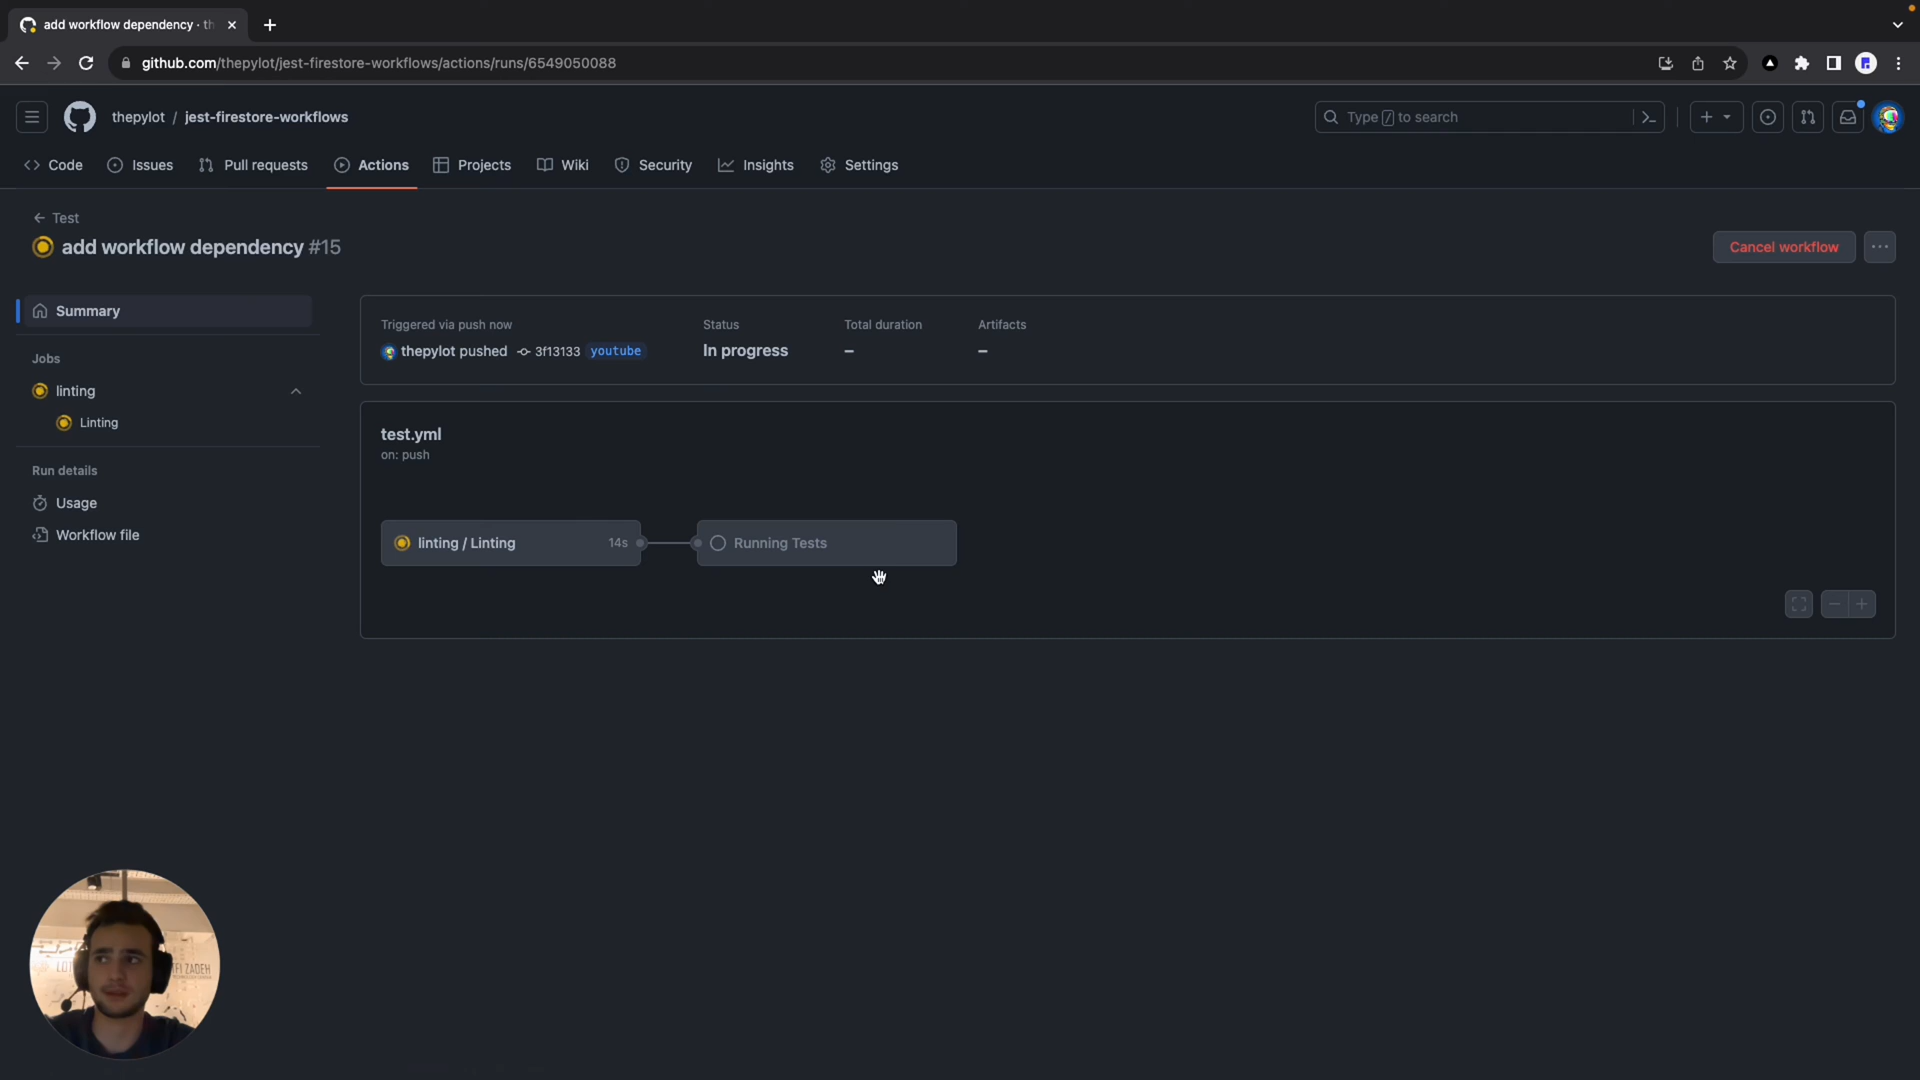 add workflow dependency · th
github.com/thepylot/jest-firestore-workflows/actions/runs/6549050088
thepylot / jest-firestore-workflows
Type / to search
Code
Issues
Pull requests
Actions
Projects
Wiki
Security
Insights
Settings
Test
add workflow dependency #15
Cancel workflow
Summary
Jobs
linting
Linting
Run details
Usage
Workflow file
Triggered via push now
thepylot pushed 3f13133 youtube
Status
In progress
Total duration
–
Artifacts
–
test.yml
on: push
linting / Linting 14s
Running Tests
FI ZADEH